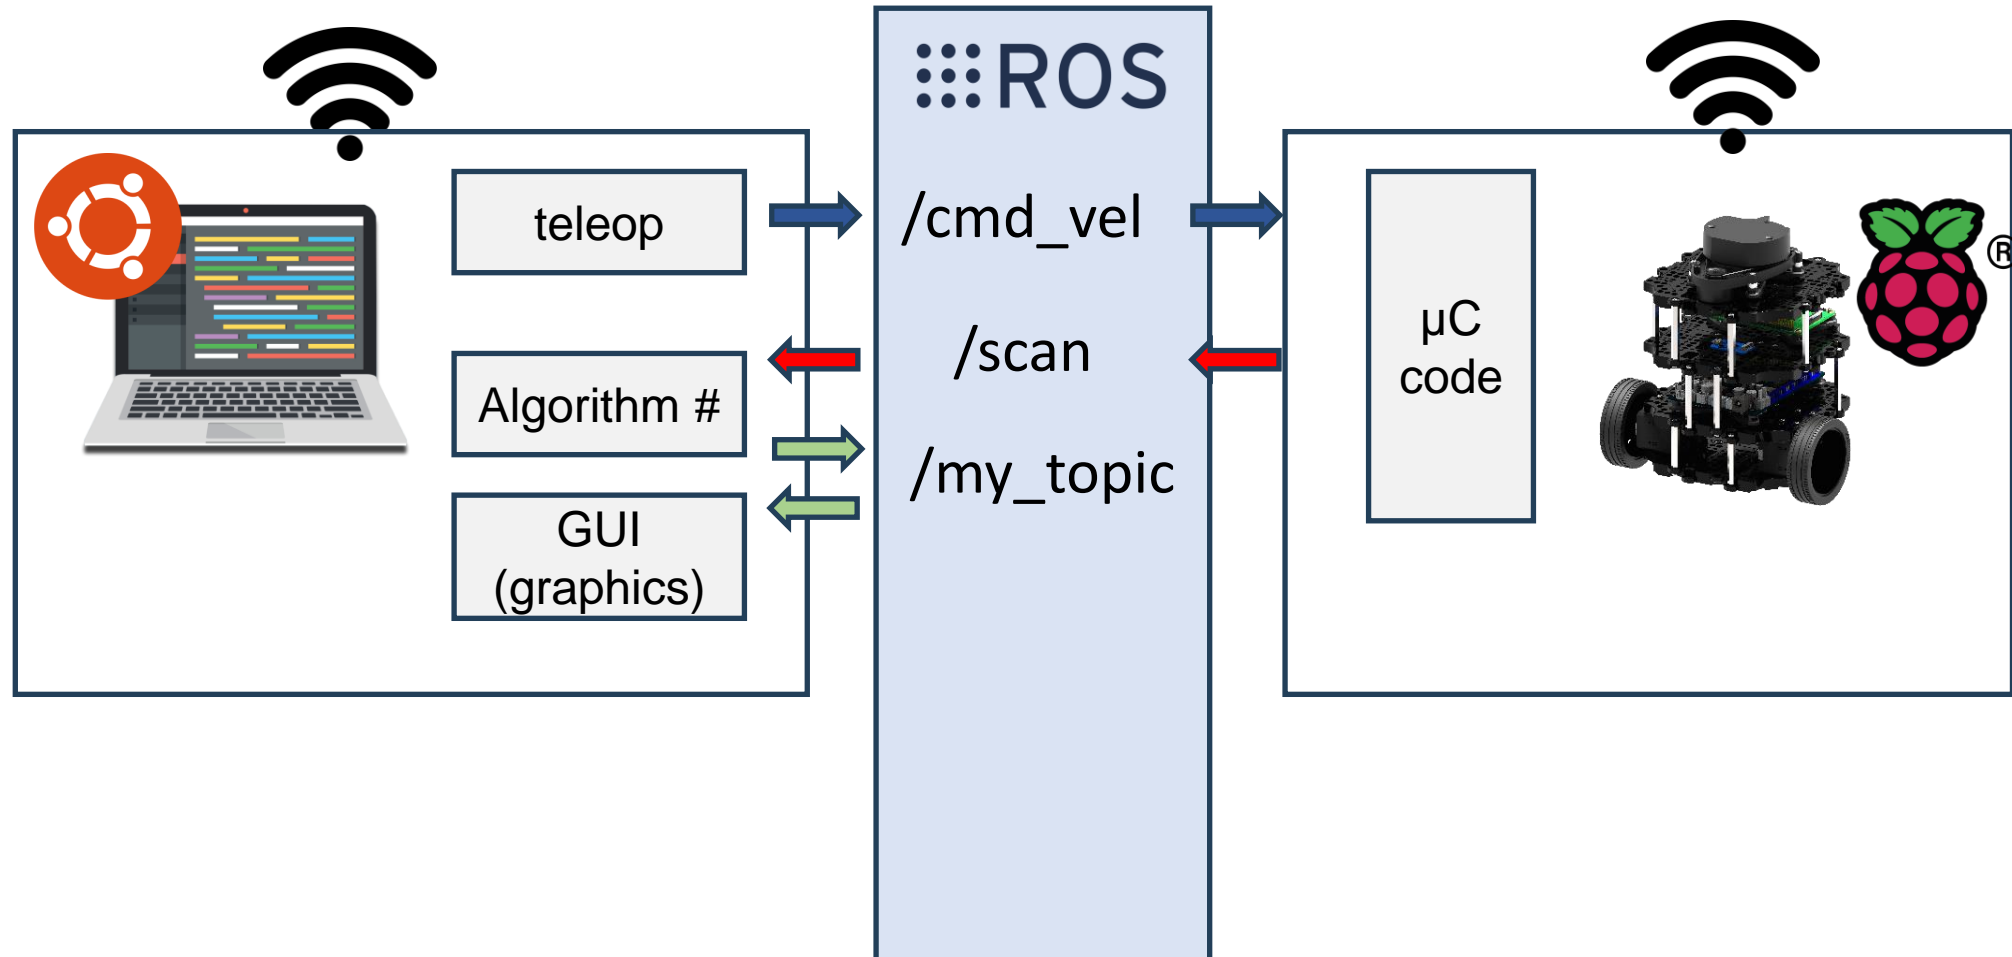 ROS
teleop
/cmd_vel
®
/scan
µC
code
Algorithm #
/my_topic
GUI
(graphics)